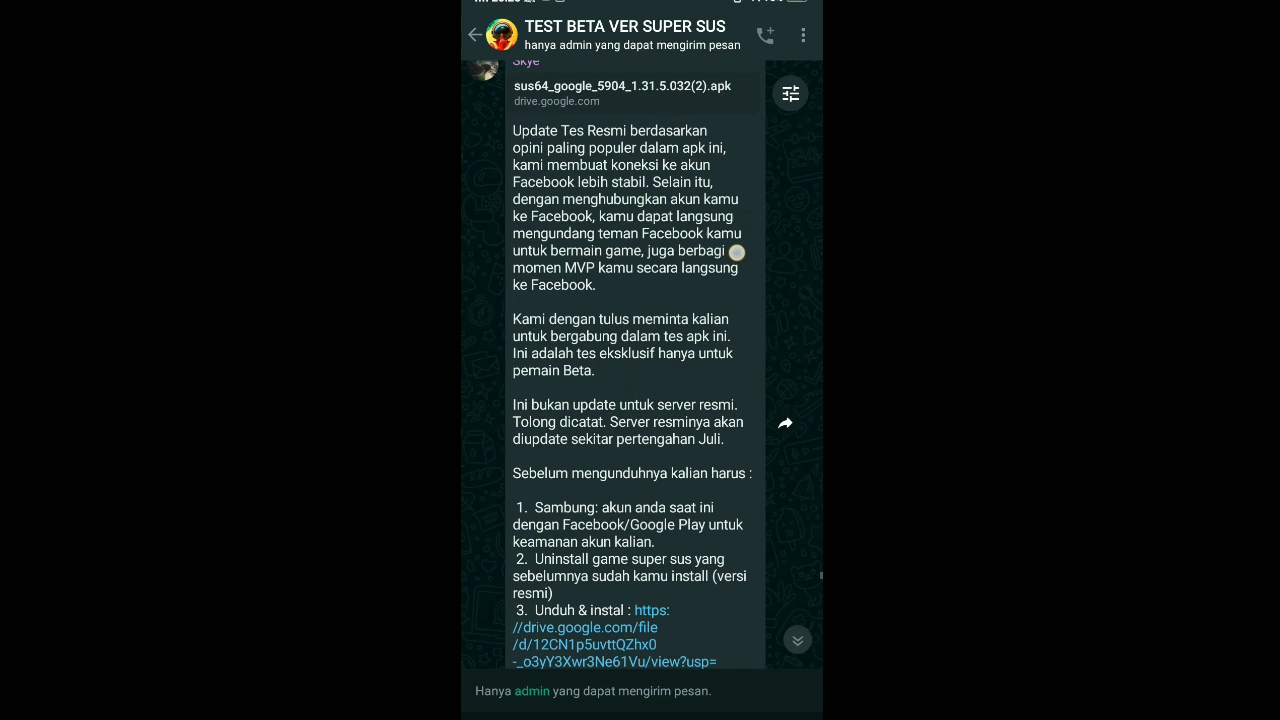 TEST BETA VER SUPER SUS
hanya admin yang dapat mengirim pesan
Skye
sus64_google_5904_1.31.5.032(2).apk
drive.google.com
Update Tes Resmi berdasarkan
opini paling populer dalam apk ini,
kami membuat koneksi ke akun
Facebook lebih stabil. Selain itu,
dengan menghubungkan akun kamu
ke Facebook, kamu dapat langsung
mengundang teman Facebook kamu
untuk bermain game, juga berbagi
momen MVP kamu secara langsung
ke Facebook.
Kami dengan tulus meminta kalian
untuk bergabung dalam tes apk ini.
Ini adalah tes eksklusif hanya untuk
pemain Beta.
Ini bukan update untuk server resmi.
Tolong dicatat. Server resminya akan
diupdate sekitar pertengahan Juli.
Sebelum mengunduhnya kalian harus :
1. Sambung: akun anda saat ini
dengan Facebook/Google Play untuk
keamanan akun kalian.
2. Uninstall game super sus yang
sebelumnya sudah kamu install (versi
resmi)
3. Unduh & instal : https:
//drive.google.com/file
/d/12CN1p5uvttQZhx0
-_o3yY3Xwr3Ne61Vu/view?usp=
Hanya admin yang dapat mengirim pesan.